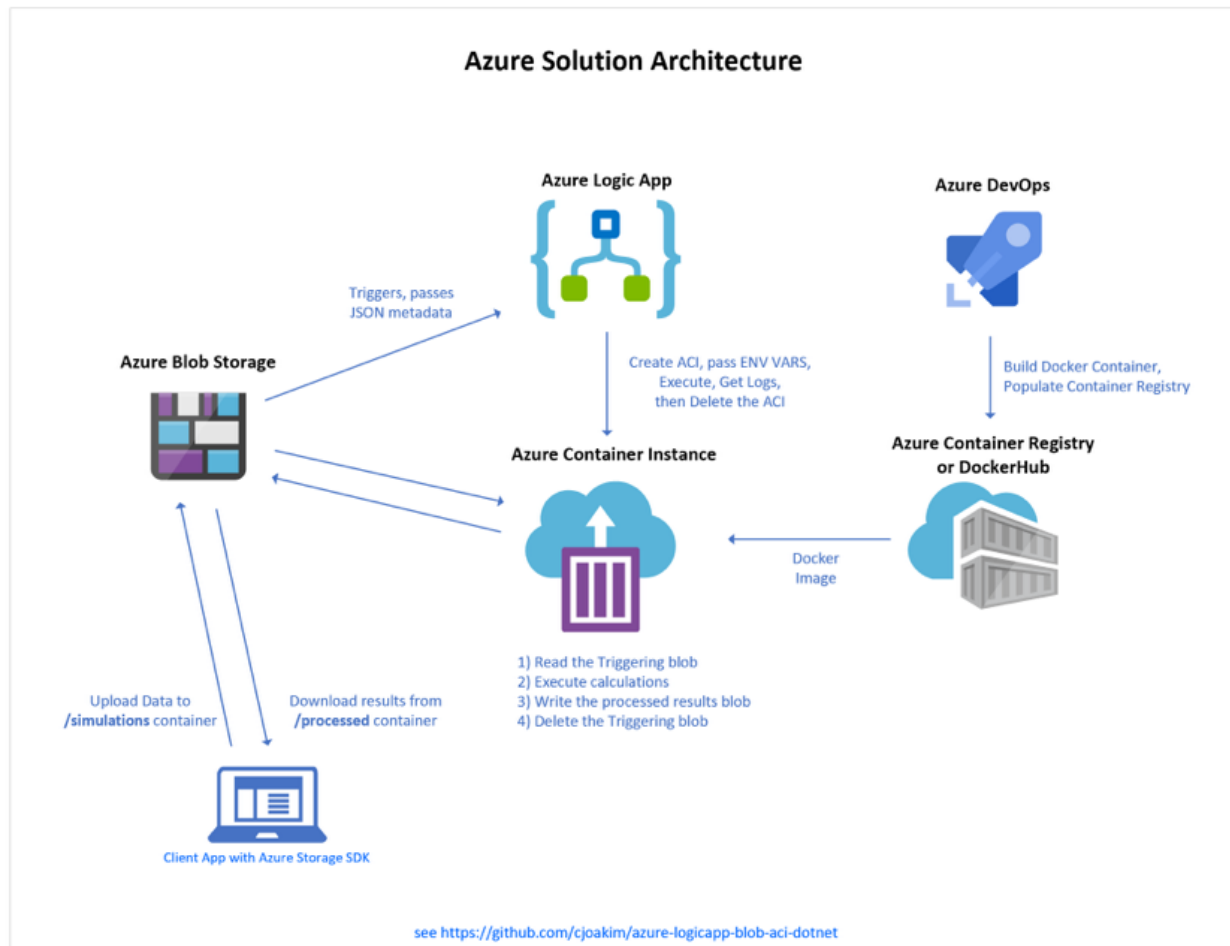 Azure Solution Architecture
Azure Logic App
Azure DevOps
Triggers, passes
JSON metadata
Azure Blob Storage
Create ACI, pass ENV VARS,
Execute, Get Logs,
then Delete the ACI
Build Docker Container,
Populate Container Registry
Azure Container Instance
Azure Container Registry
or DockerHub
Docker
Image
1) Read the Triggering blob
2) Execute calculations
3) Write the processed results blob
4) Delete the Triggering blob
Upload Data to
/simulations container
Download results from
/processed container
Client App with Azure Storage SDK
see https://github.com/cjoakim/azure-logicapp-blob-aci-dotnet